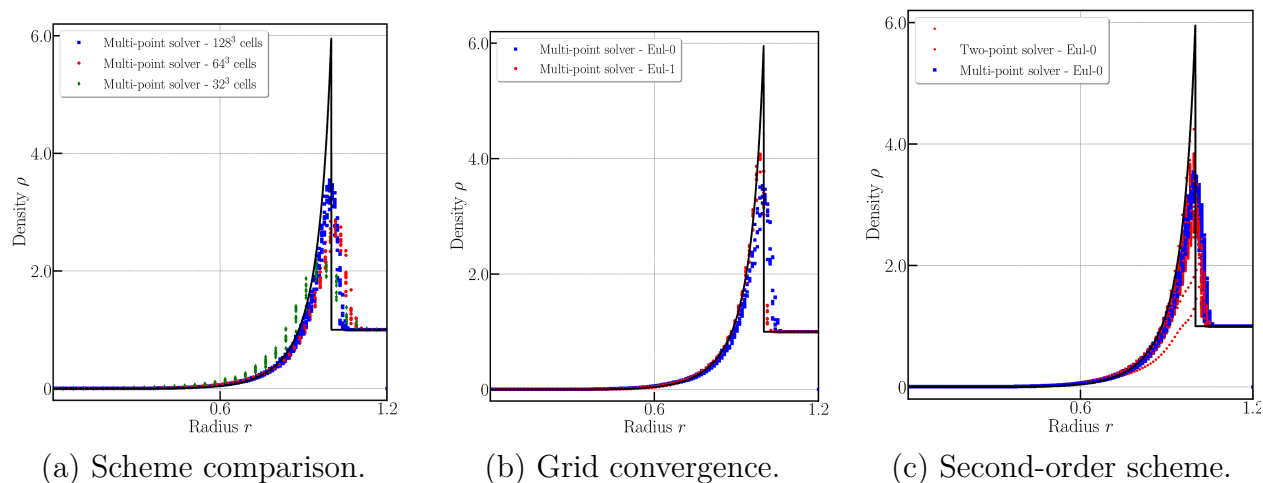 6.0
4.0
2.0
0
0.6
1.2
Density ρ
Radius r
Multi-point solver - 128³ cells
Multi-point solver - 64³ cells
Multi-point solver - 32³ cells
(a) Scheme comparison.
6.0
4.0
2.0
0
0.6
1.2
Density ρ
Radius r
Multi-point solver - Eul-0
Multi-point solver - Eul-1
(b) Grid convergence.
6.0
4.0
2.0
0
0.6
1.2
Density ρ
Radius r
Two-point solver - Eul-0
Multi-point solver - Eul-0
(c) Second-order scheme.